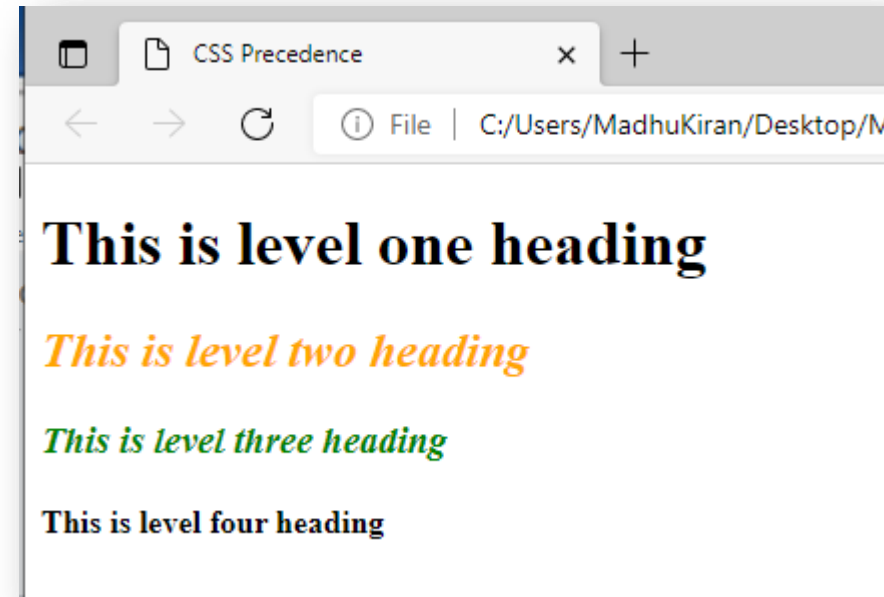 CSS Precedence
File | C:/Users/MadhuKiran/Desktop/M
This is level one heading
This is level two heading
This is level three heading
This is level four heading